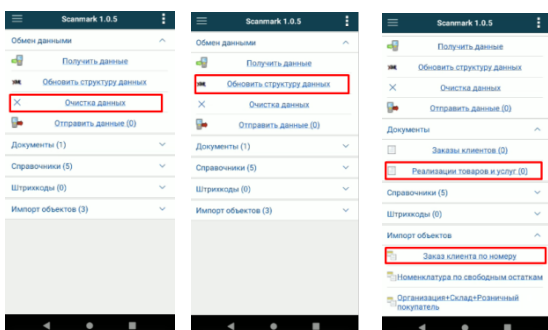 Scanmark 1.0.5
Обмен данными
Получить данные
Обновить структуру данных
Очистка данных
Отправить данные (0)
Документы (1)
Справочники (5)
Штрихкоды (0)
Импорт объектов (3)
Scanmark 1.0.5
Обмен данными
Получить данные
Обновить структуру данных
Очистка данных
Отправить данные (0)
Документы (1)
Справочники (5)
Штрихкоды (0)
Импорт объектов (3)
Scanmark 1.0.5
Получить данные
Обновить структуру данных
Очистка данных
Отправить данные (0)
Документы
Заказы клиентов (0)
Реализации товаров и услуг (0)
Справочники (5)
Штрихкоды (0)
Импорт объектов
Заказ клиента по номеру
Номенклатура по свободным остаткам
Организация+Склад+Розничный
покупатель